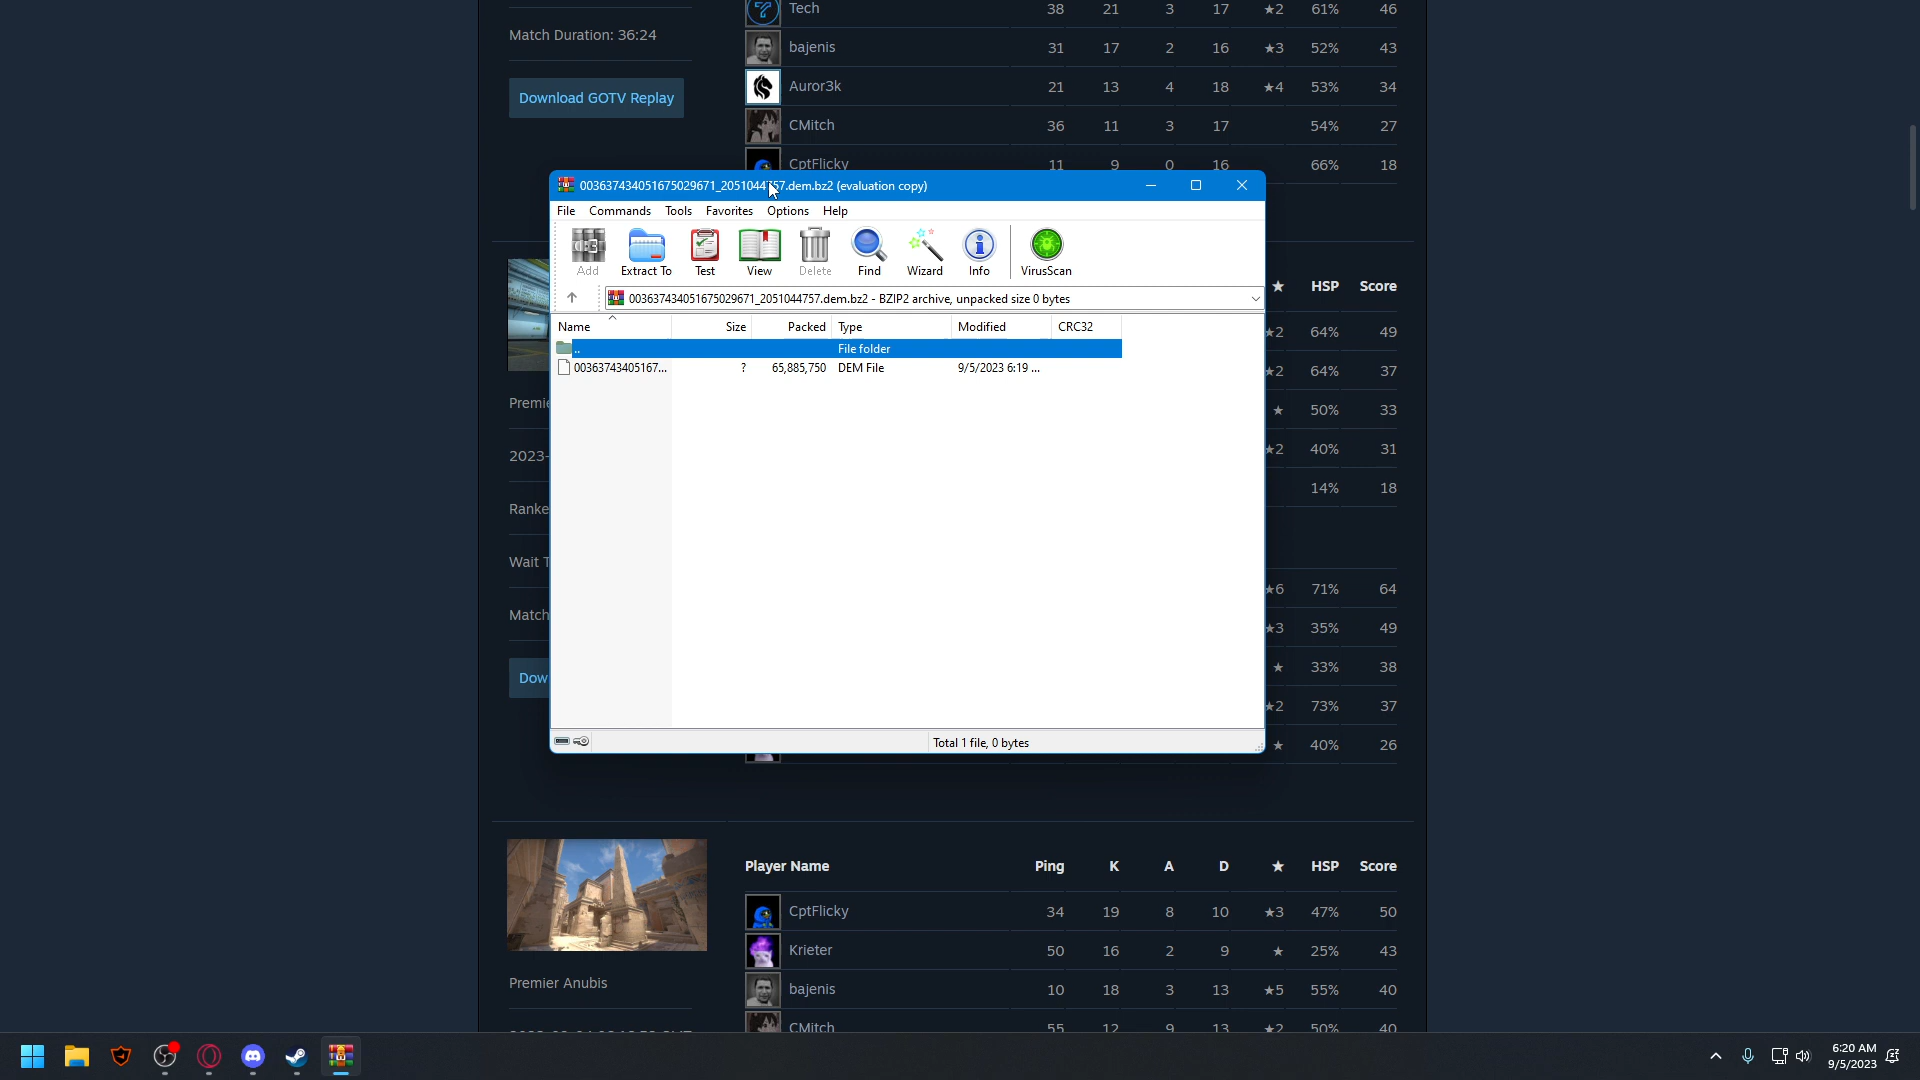 Tech 38 21 3 17 ★2 61% 46
Match Duration: 36:24
bajenis 31 17 2 16 ★3 52% 43
Auror3k 21 13 4 18 ★4 53% 34
Download GOTV Replay
CMitch 36 11 3 17 54% 27
CptFlicky 11 9 0 16 66% 18
003637434051675029671_2051044757.dem.bz2 (evaluation copy)
File Commands Tools Favorites Options Help
Add Extract To Test View Delete Find Wizard Info VirusScan
★ HSP Score
003637434051675029671_2051044757.dem.bz2 - BZIP2 archive, unpacked size 0 bytes
Name Size Packed Type Modified CRC32
★2 64% 49
.. File folder
00363743405167... ? 65,885,750 DEM File 9/5/2023 6:19 ...
★2 64% 37
Premie
★ 50% 33
★2 40% 31
2023-
14% 18
Ranke
Wait T
★6 71% 64
Match
★3 35% 49
★ 33% 38
Dow
★2 73% 37
Total 1 file, 0 bytes
★ 40% 26
Player Name Ping K A D ★ HSP Score
CptFlicky 34 19 8 10 ★3 47% 50
Krieter 50 16 2 9 ★ 25% 43
Premier Anubis
bajenis 10 18 3 13 ★5 55% 40
CMitch 55 12 9 13 ★2 50% 40
6:20 AM
9/5/2023